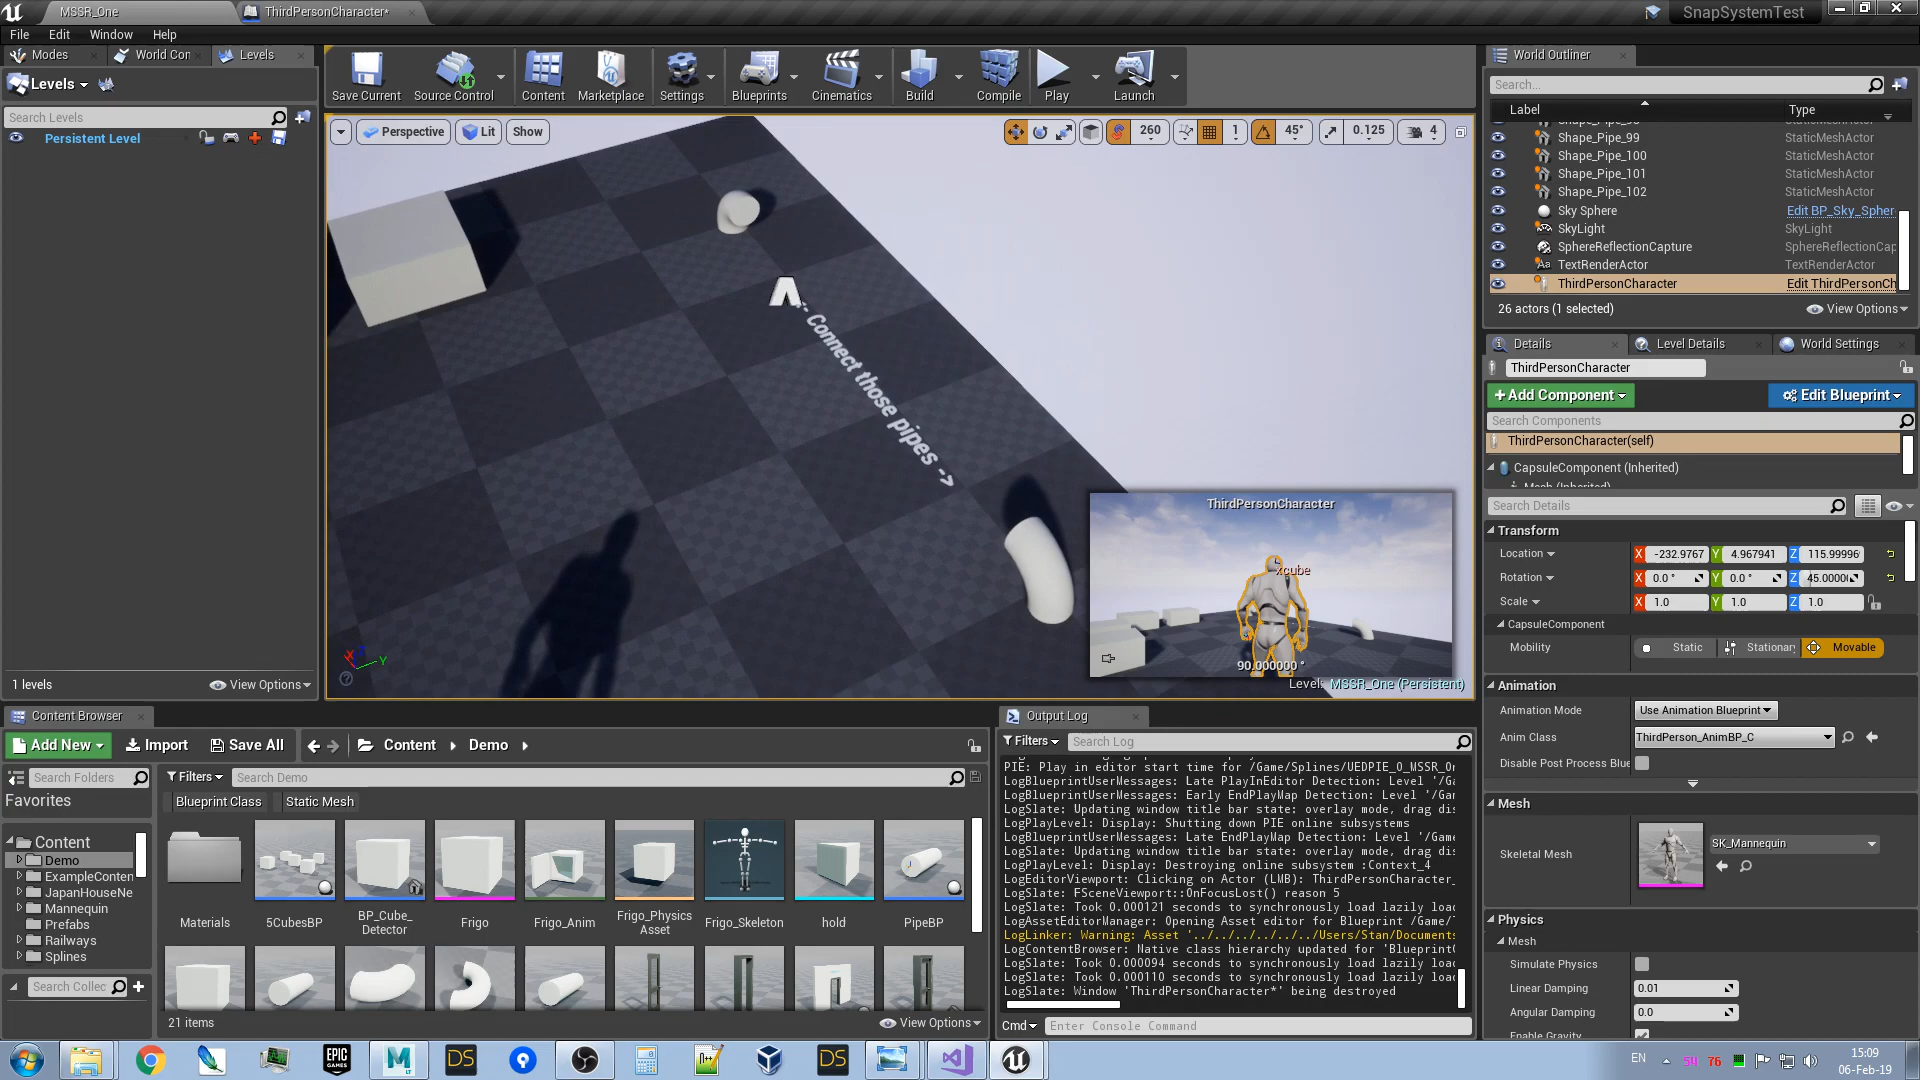 MSSR_One
ThirdPersonCharacter*
SnapSystemTest
File Edit Window Help
Modes
World Con
Levels
World Outliner
Levels
Save Current
Source Control
Content
Marketplace
Settings
Blueprints
Cinematics
Build
Compile
Play
Launch
Search...
Label
Type
Search Levels
Persistent Level
Perspective
Lit
Show
260
1
45°
0.125
4
Shape_Pipe_99 StaticMeshActor
Shape_Pipe_100 StaticMeshActor
Shape_Pipe_101 StaticMeshActor
Shape_Pipe_102 StaticMeshActor
Sky Sphere Edit BP_Sky_Spher
SkyLight SkyLight
SphereReflectionCapture SphereReflectionCap
TextRenderActor TextRenderActor
ThirdPersonCharacter Edit ThirdPersonCh
26 actors (1 selected)
View Options
<- Connect those pipes ->
Details
Level Details
World Settings
ThirdPersonCharacter
+Add Component
Edit Blueprint
Search Components
ThirdPersonCharacter(self)
CapsuleComponent (Inherited)
Mesh (Inherited)
Search Details
Transform
Location X -232.9767 Y 4.967941 Z 115.99996
Rotation X 0.0 ° Y 0.0 ° Z 45.0000
Scale X 1.0 Y 1.0 Z 1.0
CapsuleComponent
Mobility Static Stationar Movable
ThirdPersonCharacter
xcube
90.000000 °
Level: MSSR_One (Persistent)
X
Y
1 levels
View Options
Animation
Animation Mode Use Animation Blueprint
Anim Class ThirdPerson_AnimBP_C
Disable Post Process Blue
Mesh
Skeletal Mesh
SK_Mannequin
Physics
Mesh
Simulate Physics
Linear Damping 0.01
Angular Damping 0.0
Enable Gravity
Content Browser
Add New
Import
Save All
Content
Demo
Search Folders
Filters
Search Demo
Favorites
Blueprint Class
Static Mesh
Content
Demo
ExampleConten
JapanHouseNe
Mannequin
Prefabs
Railways
Splines
Search Collec
Materials
5CubesBP
BP_Cube_
Detector
Frigo
Frigo_Anim
Frigo_Physics
Asset
Frigo_Skeleton
hold
PipeBP
21 items
View Options
Output Log
Filters
Search Log
PIE: Play in editor start time for /Game/Splines/UEDPIE_0_MSSR_On
LogBlueprintUserMessages: Late PlayInEditor Detection: Level '/Ga
LogBlueprintUserMessages: Early EndPlayMap Detection: Level '/Gam
LogSlate: Updating window title bar state: overlay mode, drag dis
LogPlayLevel: Display: Shutting down PIE online subsystems
LogBlueprintUserMessages: Late EndPlayMap Detection: Level '/Game
LogSlate: Updating window title bar state: overlay mode, drag dis
LogPlayLevel: Display: Destroying online subsystem :Context_4
LogEditorViewport: Clicking on Actor (LMB): ThirdPersonCharacter_
LogSlate: FSceneViewport::OnFocusLost() reason 5
LogSlate: Took 0.000121 seconds to synchronously load lazily load
LogAssetEditorManager: Opening Asset editor for Blueprint /Game/T
LogLinker: Warning: Asset '../../../../../../Users/Stan/Documents
LogContentBrowser: Native class hierarchy updated for 'BlueprintC
LogSlate: Took 0.000094 seconds to synchronously load lazily load
LogSlate: Took 0.000110 seconds to synchronously load lazily load
LogSlate: Window 'ThirdPersonCharacter*' being destroyed
Cmd
Enter Console Command
EPIC
GAMES
M
LT
DS
DS
EN
76
15:09
06-Feb-19